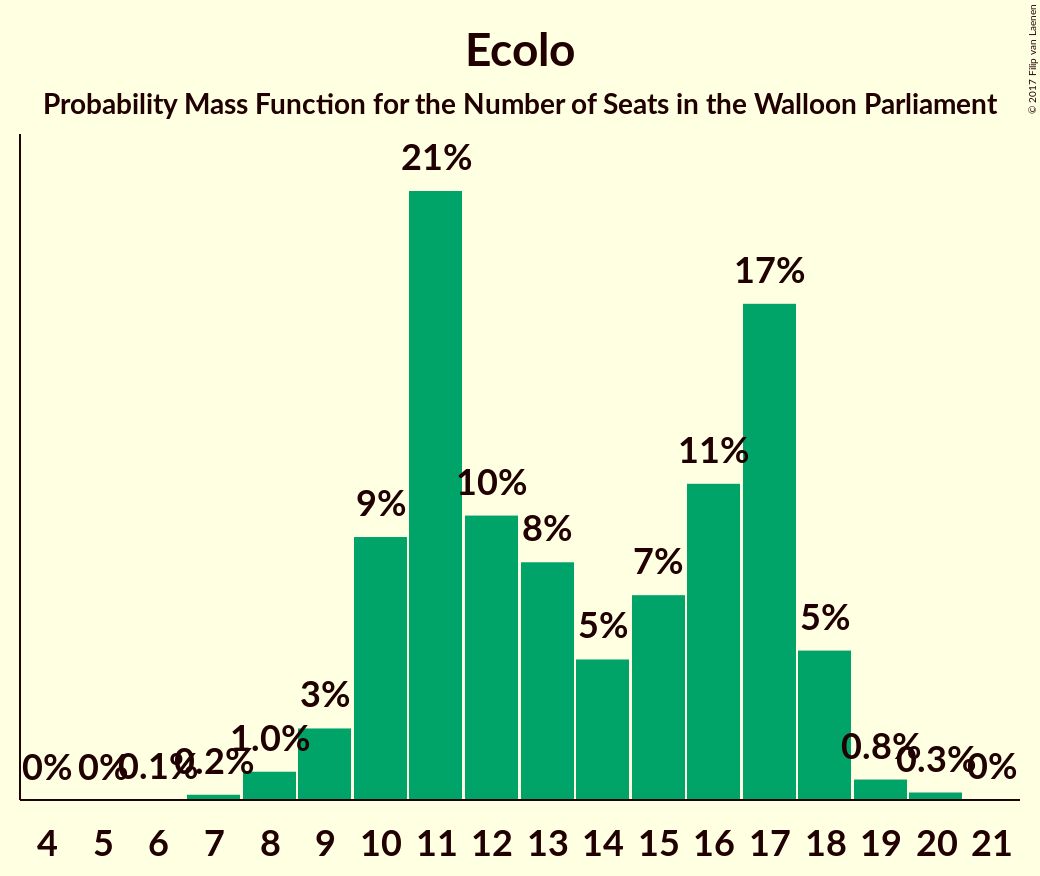 Ecolo
Probability Mass Function for the Number of Seats in the Walloon Parliament
© 2017 Filip van Laenen
0% 0% 0.1% 0.2% 1.0% 3% 9% 21% 10% 8% 5% 7% 11% 17% 5% 0.8% 0.3% 0%
4 5 6 7 8 9 10 11 12 13 14 15 16 17 18 19 20 21